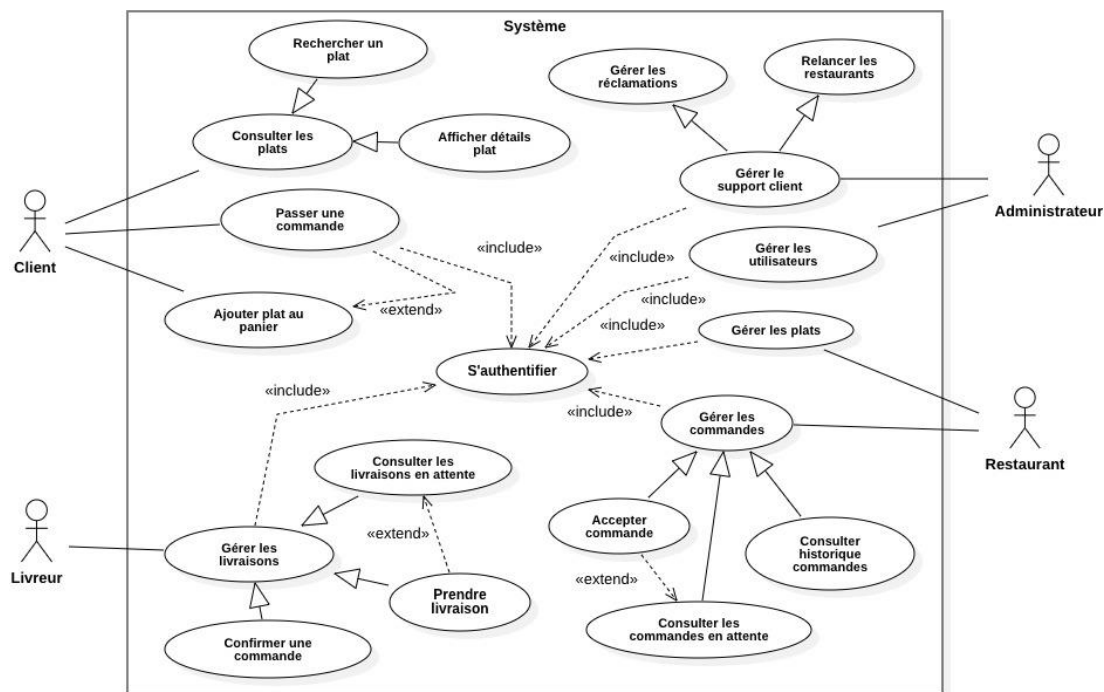 Système
Rechercher un
plat
Gérer les
réclamations
Relancer les
restaurants
Consulter les
plats
Afficher détails
plat
Gérer le
support client
Administrateur
Client
Passer une
commande
«include»
«include»
Gérer les
utilisateurs
«include»
Ajouter plat au
panier
«extend»
«include»
Gérer les plats
S'authentifier
«include»
«include»
Gérer les
commandes
Restaurant
Consulter les
livraisons en attente
Livreur
Gérer les
livraisons
«extend»
Accepter
commande
Consulter
historique
commandes
«extend»
Prendre
livraison
Confirmer une
commande
Consulter les
commandes en attente